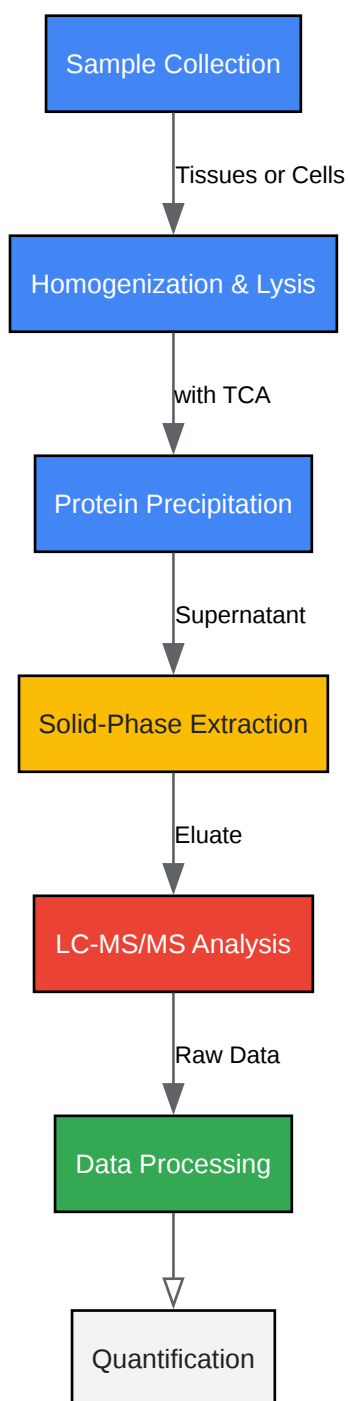 Sample Collection
Tissues or Cells
Homogenization & Lysis
with TCA
Protein Precipitation
Supernatant
Solid-Phase Extraction
Eluate
LC-MS/MS Analysis
Raw Data
Data Processing
Quantification